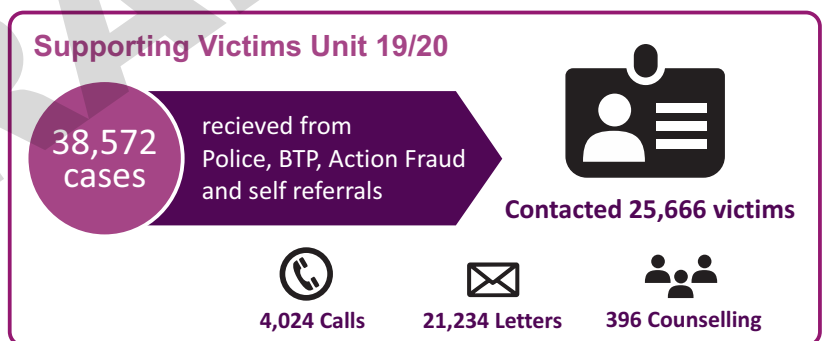 Supporting Victims Unit 19/20
38,572
cases
recieved from
Police, BTP, Action Fraud
and self referrals
Contacted 25,666 victims
4,024 Calls
21,234 Letters
396 Counselling